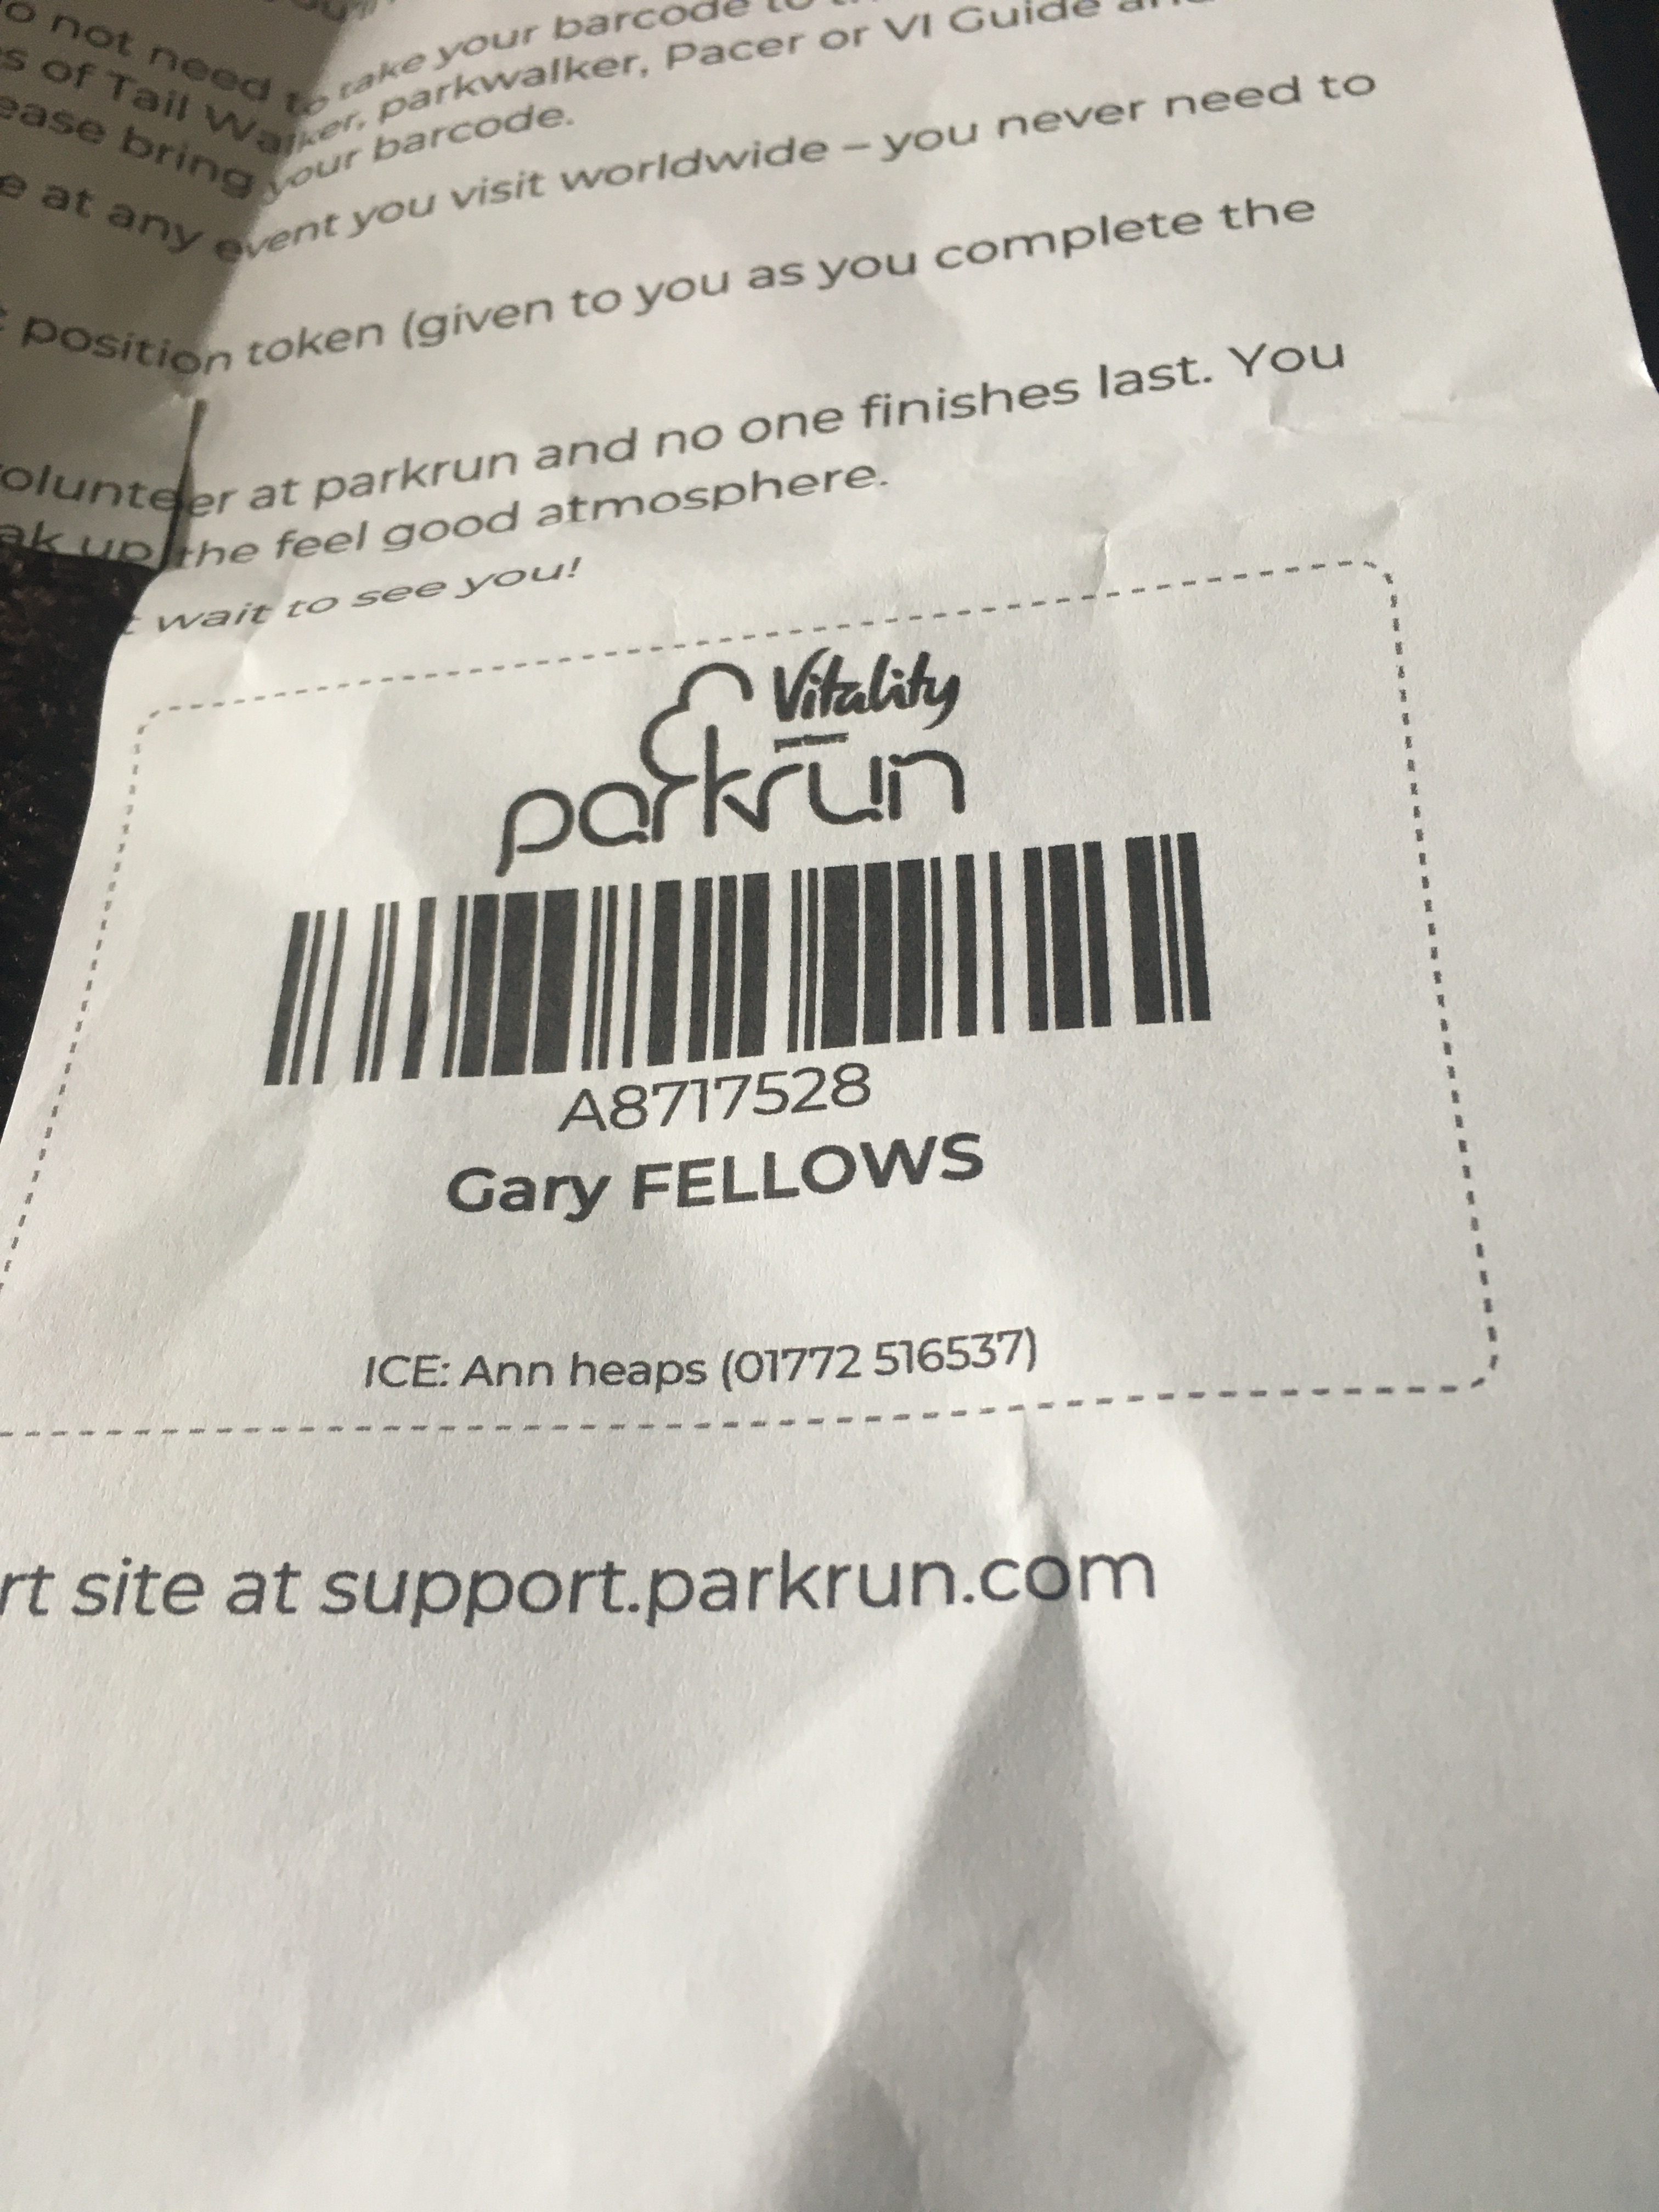 o not need to take your barcode to
s of Tail Walker, parkwalker, Pacer or VI Guide
ease bring your barcode.
e at any event you visit worldwide – you never need to
position token (given to you as you complete the
olunteer at parkrun and no one finishes last. You
ak up the feel good atmosphere.
t wait to see you!
Vitality
parkrun
A8717528
Gary FELLOWS
ICE: Ann heaps (01772 516537)
rt site at support.parkrun.com